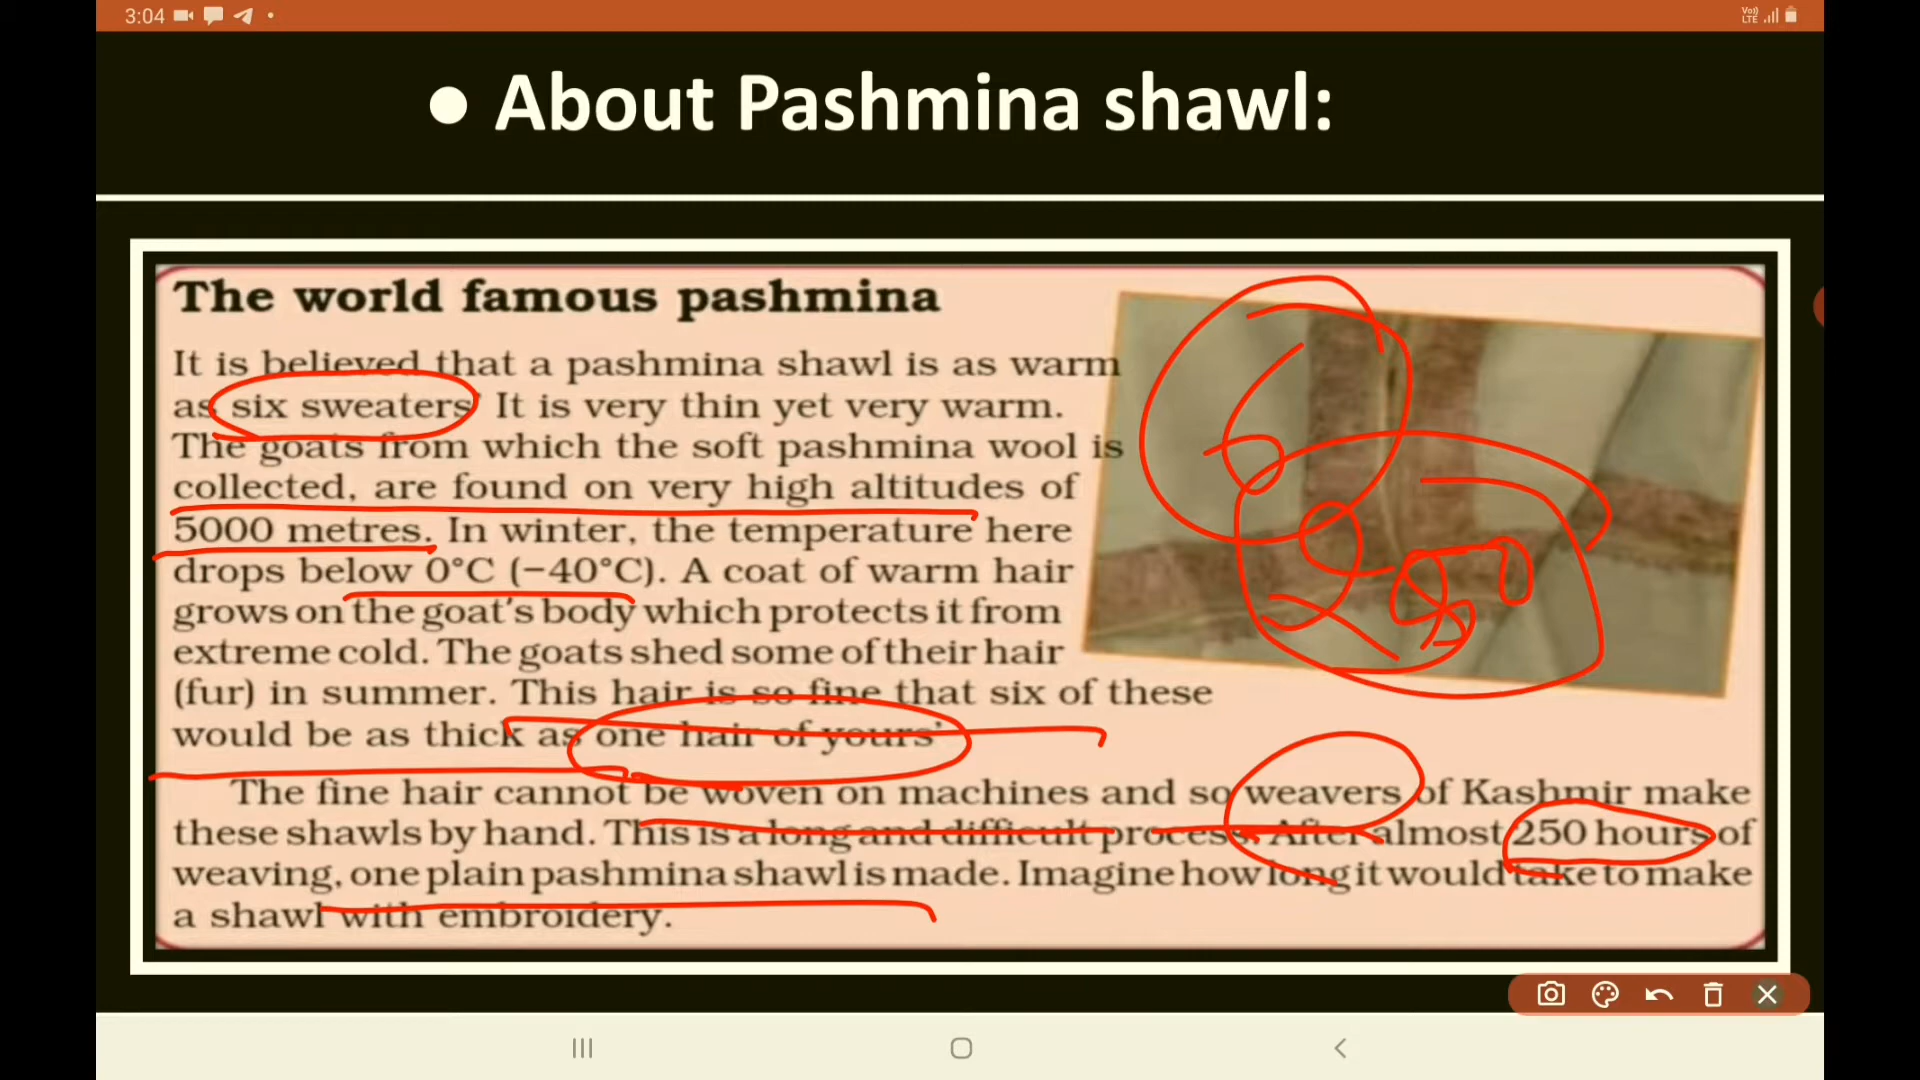 3:04
Vo))
LTE
● About Pashmina shawl:
The world famous pashmina
It is believed that a pashmina shawl is as warm
as six sweaters! It is very thin yet very warm.
The goats from which the soft pashmina wool is
collected, are found on very high altitudes of
5000 metres. In winter, the temperature here
drops below 0°C (−40°C). A coat of warm hair
grows on the goat's body which protects it from
extreme cold. The goats shed some of their hair
(fur) in summer. This hair is so fine that six of these
would be as thick as one hair of yours!
The fine hair cannot be woven on machines and so weavers of Kashmir make
these shawls by hand. This is a long and difficult process. After almost 250 hours of
weaving, one plain pashmina shawl is made. Imagine how long it would take to make
a shawl with embroidery.